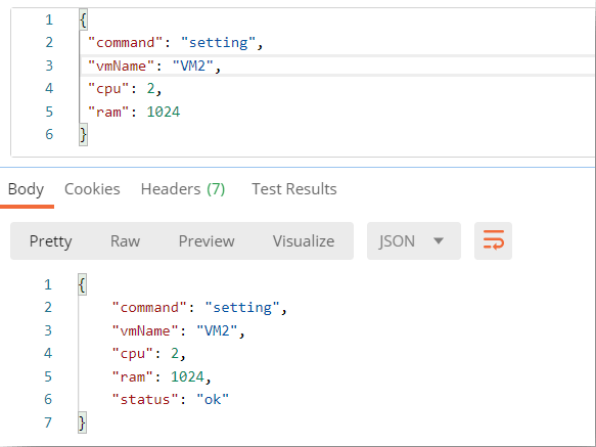 1 {
2 "command": "setting",
3 "vmName": "VM2",
4 "cpu": 2,
5 "ram": 1024
6 }
Body Cookies Headers (7) Test Results
Pretty Raw Preview Visualize JSON
1 {
2 "command": "setting",
3 "vmName": "VM2",
4 "cpu": 2,
5 "ram": 1024,
6 "status": "ok"
7 }